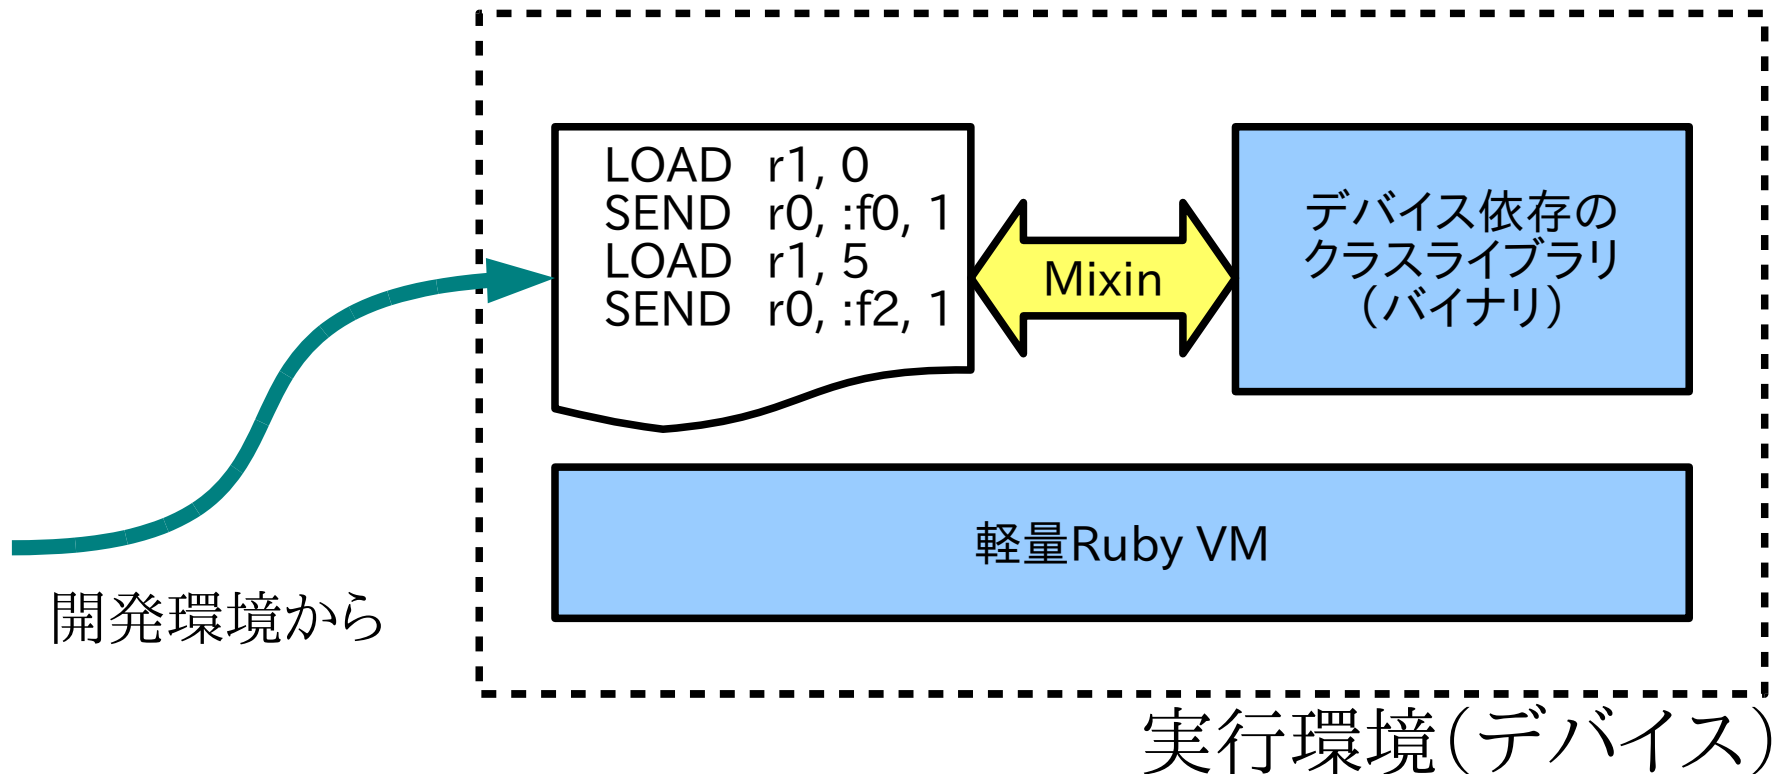 LOAD r1, 0
SEND r0, :f0, 1
LOAD r1, 5
SEND r0, :f2, 1
Mixin
デバイス依存の
クラスライブラリ
（バイナリ）
軽量Ruby VM
開発環境から
実行環境（デバイス）